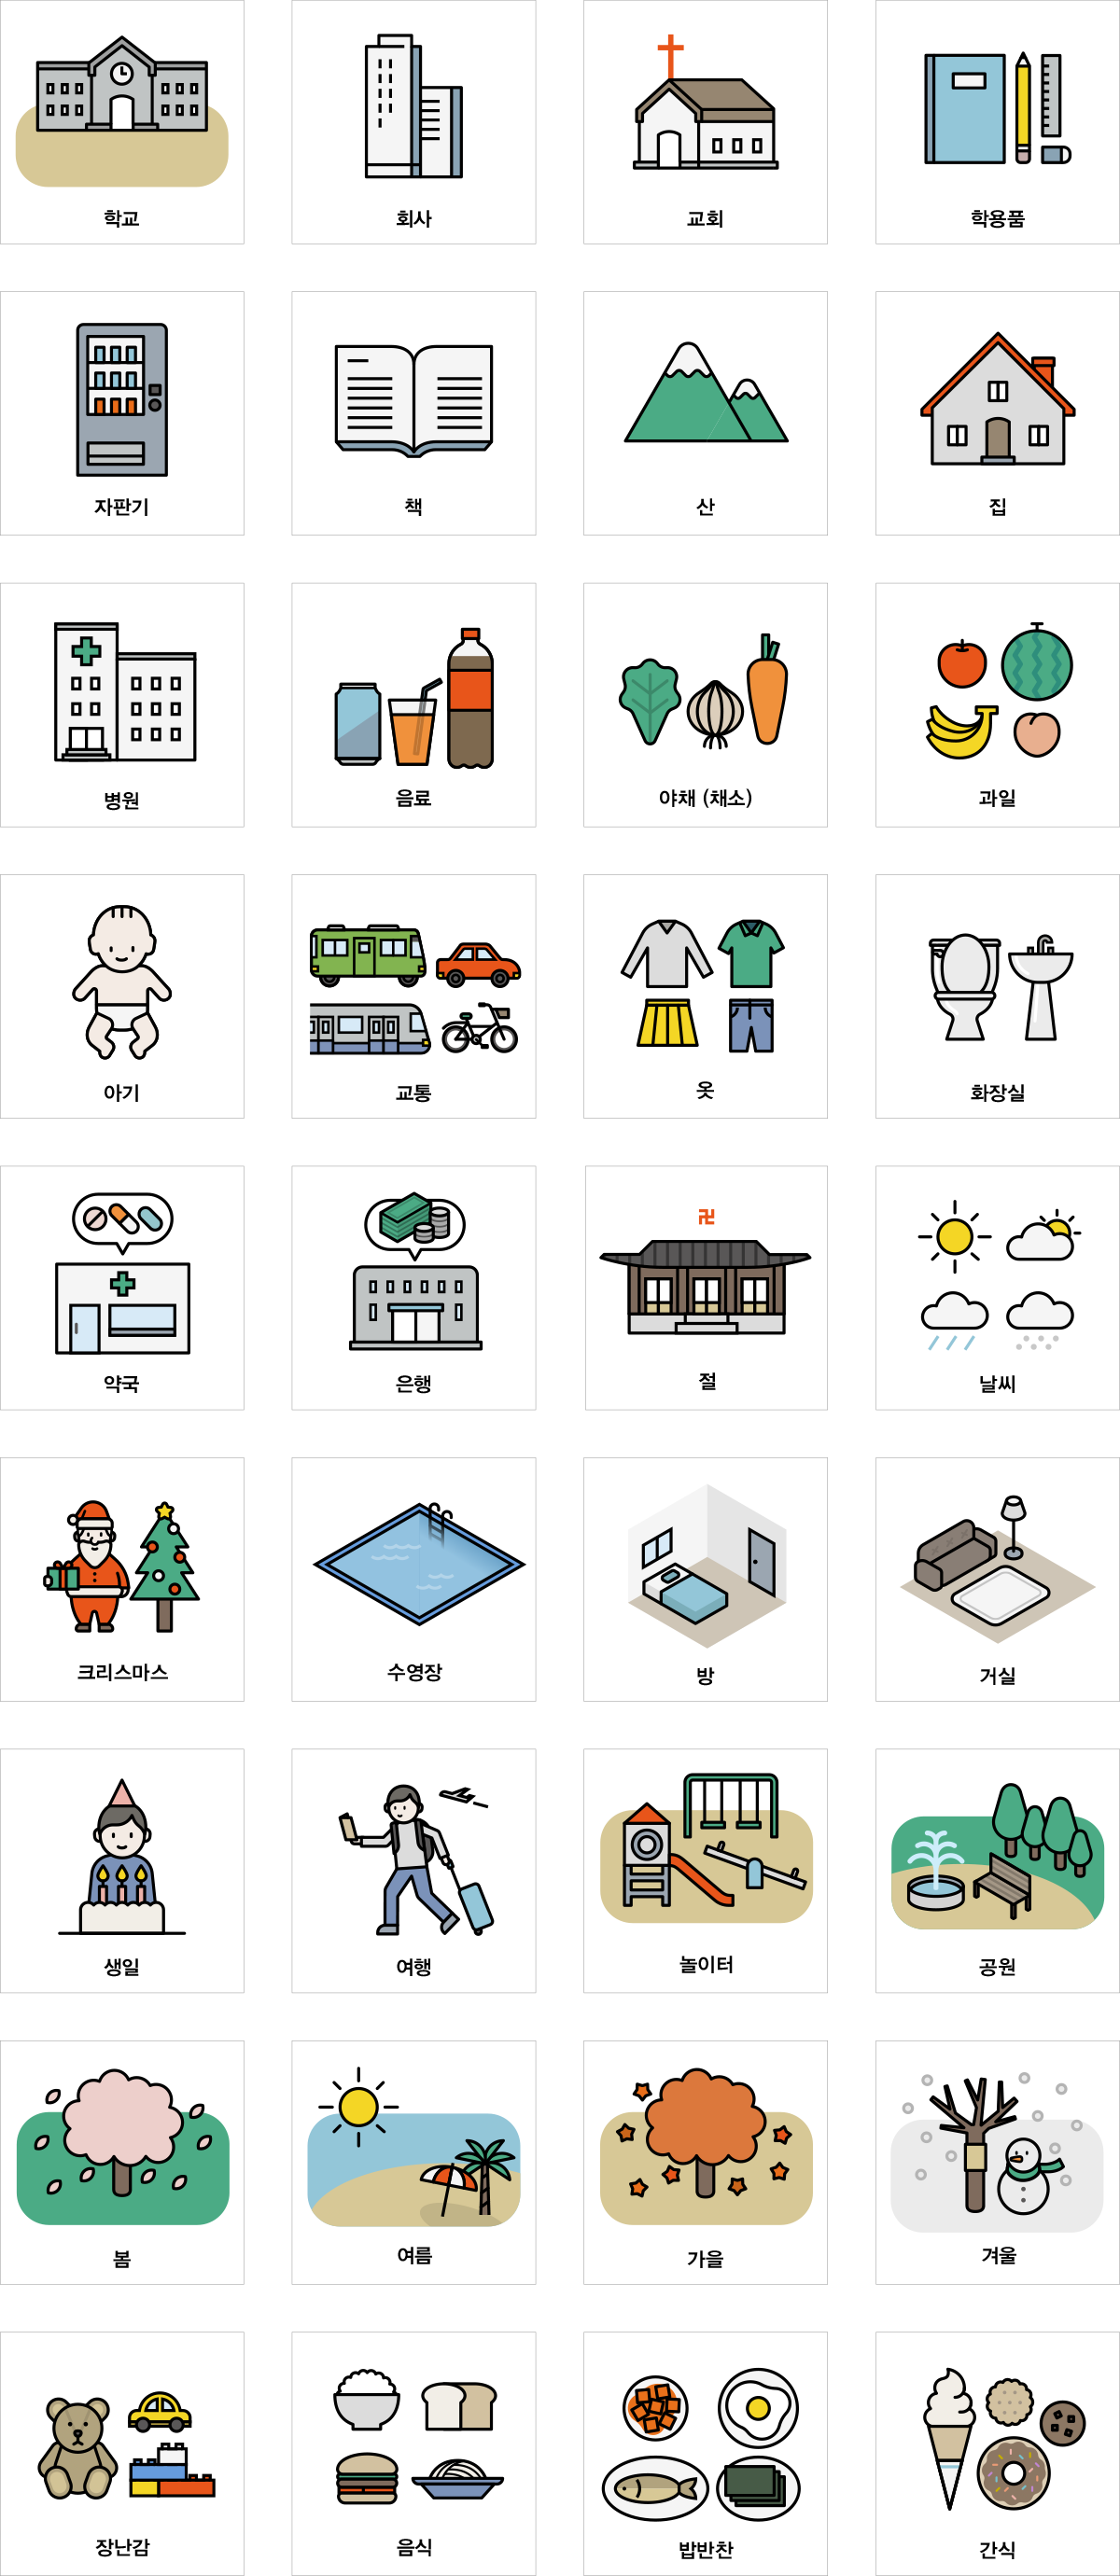 학교
회사
교회
학용품
자판기
책
산
집
병원
음료
야채 (채소)
과일
아기
교통
옷
화장실
약국
은행
절
날씨
크리스마스
수영장
방
거실
생일
여행
놀이터
공원
봄
여름
가을
겨울
장난감
음식
밥반찬
간식